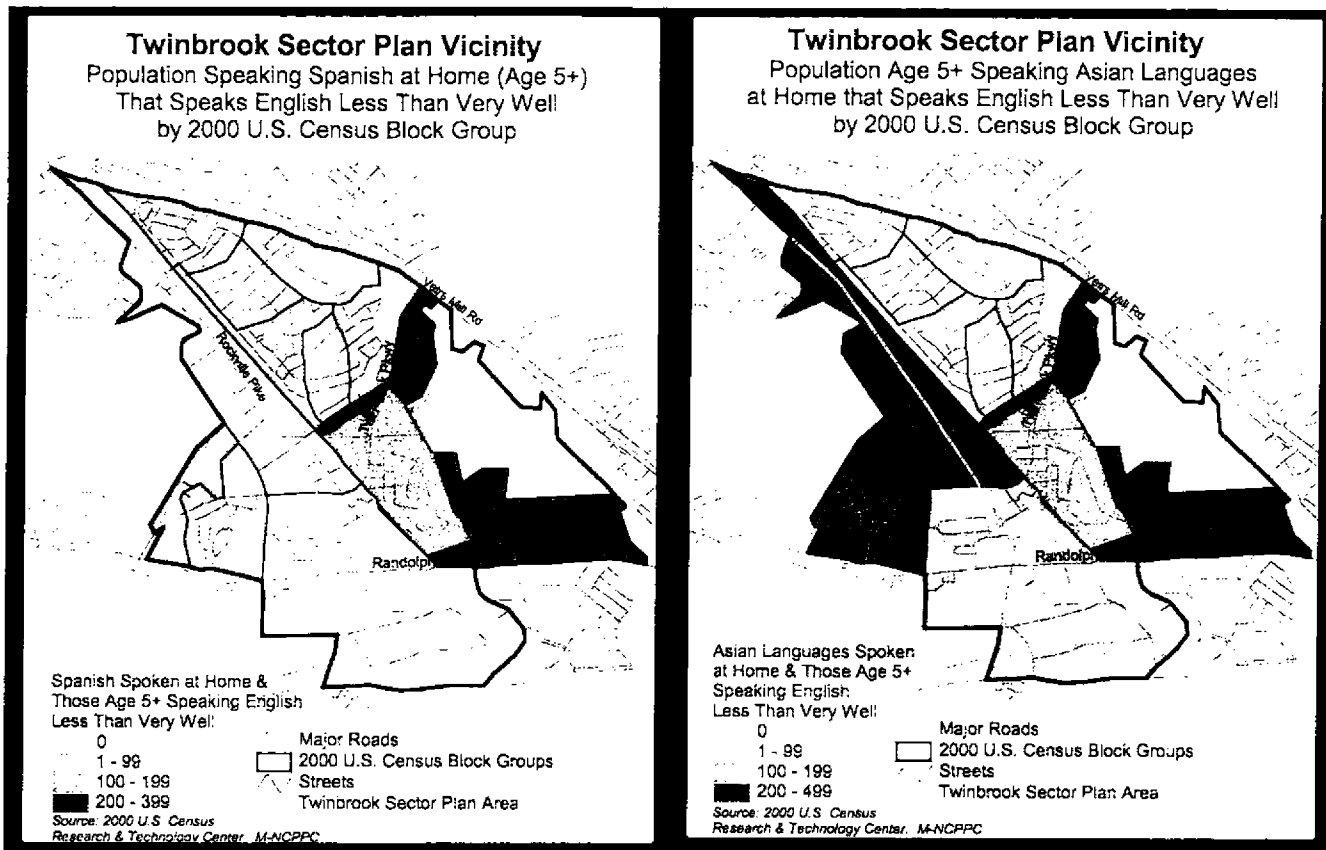 Twinbrook Sector Plan Vicinity
Population Speaking Spanish at Home (Age 5+)
That Speaks English Less Than Very Well
by 2000 U.S. Census Block Group
Veirs Mill Rd
Rockville Pike
Pkwy
Randolph
Spanish Spoken at Home &
Those Age 5+ Speaking English
Less Than Very Well
0
1 - 99
100 - 199
200 - 399
Major Roads
2000 U.S. Census Block Groups
Streets
Twinbrook Sector Plan Area
Source: 2000 U.S. Census
Research & Technology Center, M-NCPPC
Twinbrook Sector Plan Vicinity
Population Age 5+ Speaking Asian Languages
at Home that Speaks English Less Than Very Well
by 2000 U.S. Census Block Group
Veirs Mill Rd
Randolph
Asian Languages Spoken
at Home & Those Age 5+
Speaking English
Less Than Very Well
0
1 - 99
100 - 199
200 - 499
Major Roads
2000 U.S. Census Block Groups
Streets
Twinbrook Sector Plan Area
Source: 2000 U.S. Census
Research & Technology Center, M-NCPPC